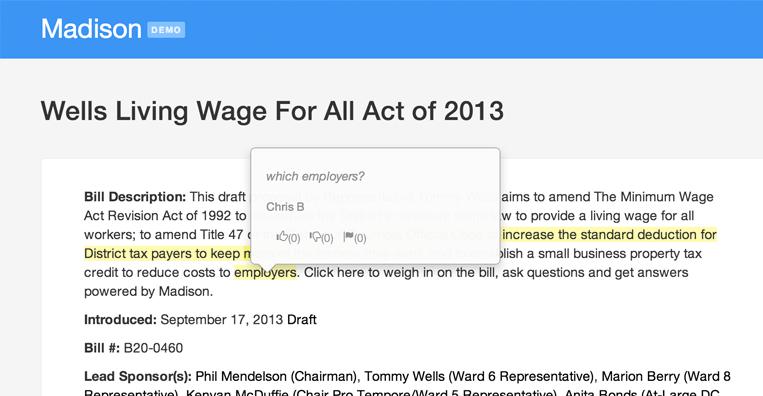 Madison DEMO
Wells Living Wage For All Act of 2013
which employers?
Chris B
(0) (0) (0)
Bill Description: This draft aims to amend The Minimum Wage
Act Revision Act of 1992 to to provide a living wage for all
workers; to amend Title 47 increase the standard deduction for
District tax payers to keep a small business property tax
credit to reduce costs to employers. Click here to weigh in on the bill, ask questions and get answers
powered by Madison.
Introduced: September 17, 2013 Draft
Bill #: B20-0460
Lead Sponsor(s): Phil Mendelson (Chairman), Tommy Wells (Ward 6 Representative), Marion Berry (Ward 8
Representative), Kenyan McDuffie (Chair Pro Tempore/Ward 5 Representative), Anita Bonds (At-Large DC